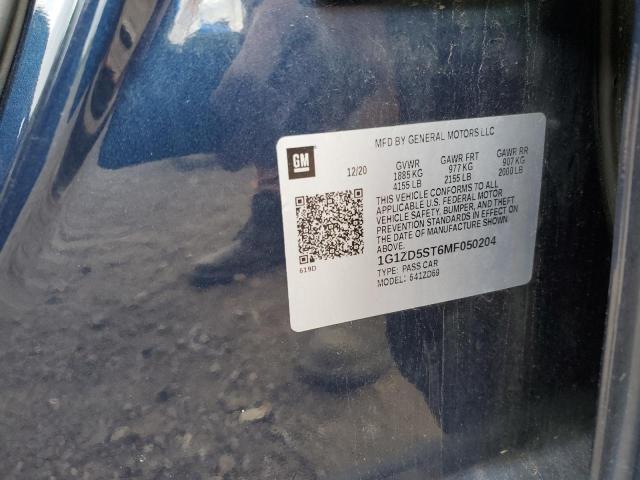 MFD BY GENERAL MOTORS LLC
GM
12/20
GVWR GAWR FRT GAWR RR
1885 KG 977 KG 907 KG
4155 LB 2155 LB 2000 LB
THIS VEHICLE CONFORMS TO ALL
APPLICABLE U.S. FEDERAL MOTOR
VEHICLE SAFETY, BUMPER, AND THEFT
PREVENTION STANDARDS IN EFFECT ON
THE DATE OF MANUFACTURE SHOWN
ABOVE.
619D
1G1ZD5ST6MF050204
TYPE: PASS CAR
MODEL: 541ZD69